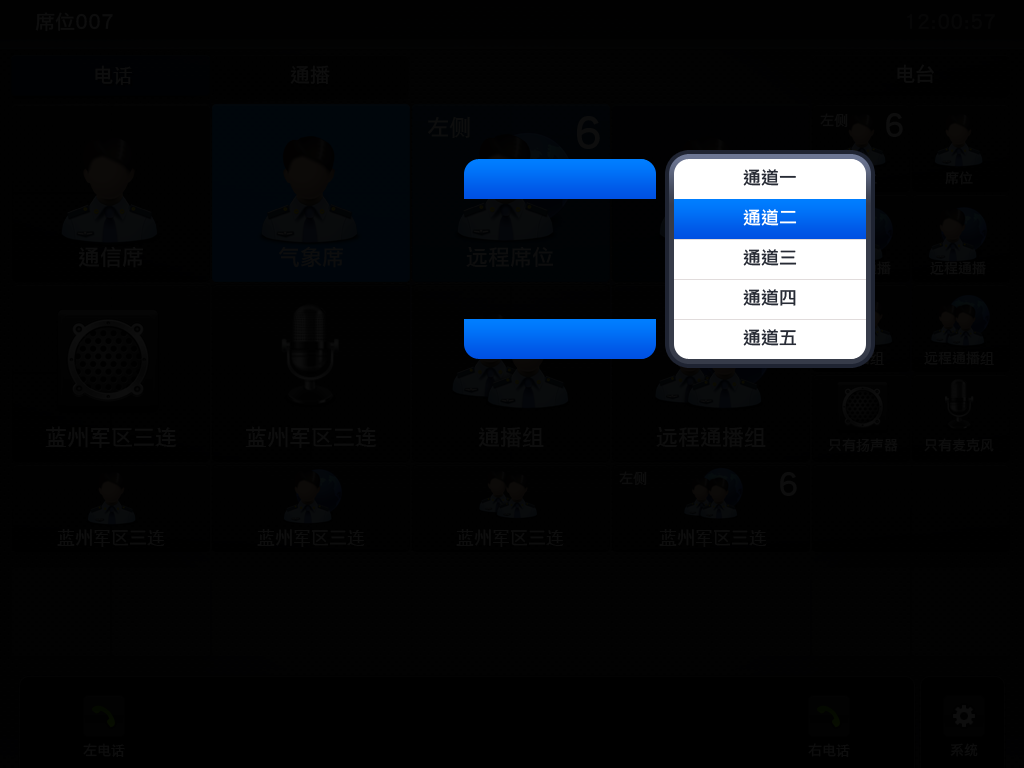 席位007
12:00:57
电话
通播
电台
左侧
6
左侧
6
通信席
气象席
远程席位
席位
播
远程通播
通道一
通道二
通道三
通道四
通道五
组
远程通播组
蓝州军区三连
蓝州军区三连
通播组
远程通播组
只有扬声器
只有麦克风
左侧
6
蓝州军区三连
蓝州军区三连
蓝州军区三连
蓝州军区三连
左电话
右电话
系统